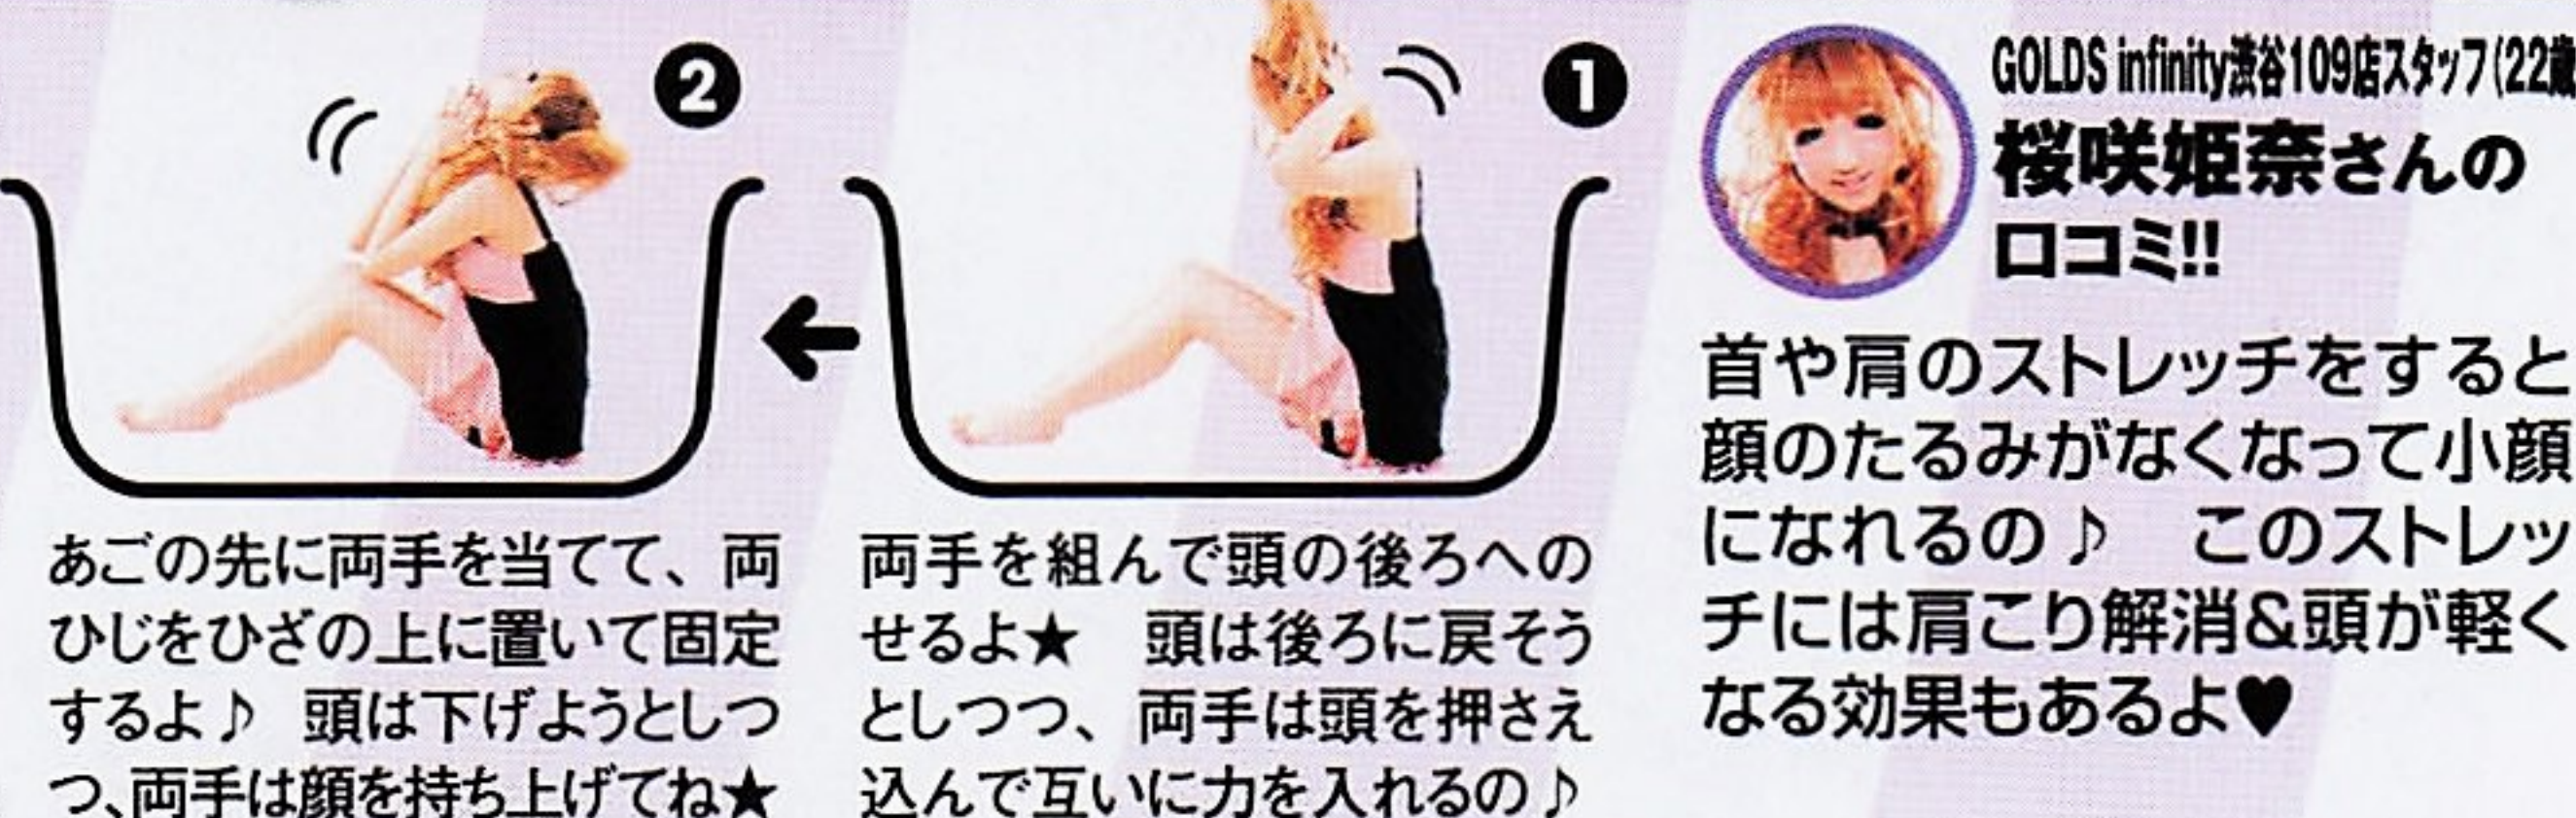 GOLDS infinity渋谷109店スタッフ(22歳
桜咲姫奈さんの
口コミ!!
首や肩のストレッチをすると
顔のたるみがなくなって小顔
になれるの♪　このストレッ
チには肩こり解消&頭が軽く
なる効果もあるよ♥
1
両手を組んで頭の後ろへの
せるよ★　頭は後ろに戻そう
としつつ、両手は頭を押さえ
込んで互いに力を入れるの♪
2
あごの先に両手を当てて、両
ひじをひざの上に置いて固定
するよ♪　頭は下げようとしつ
つ、両手は顔を持ち上げてね★